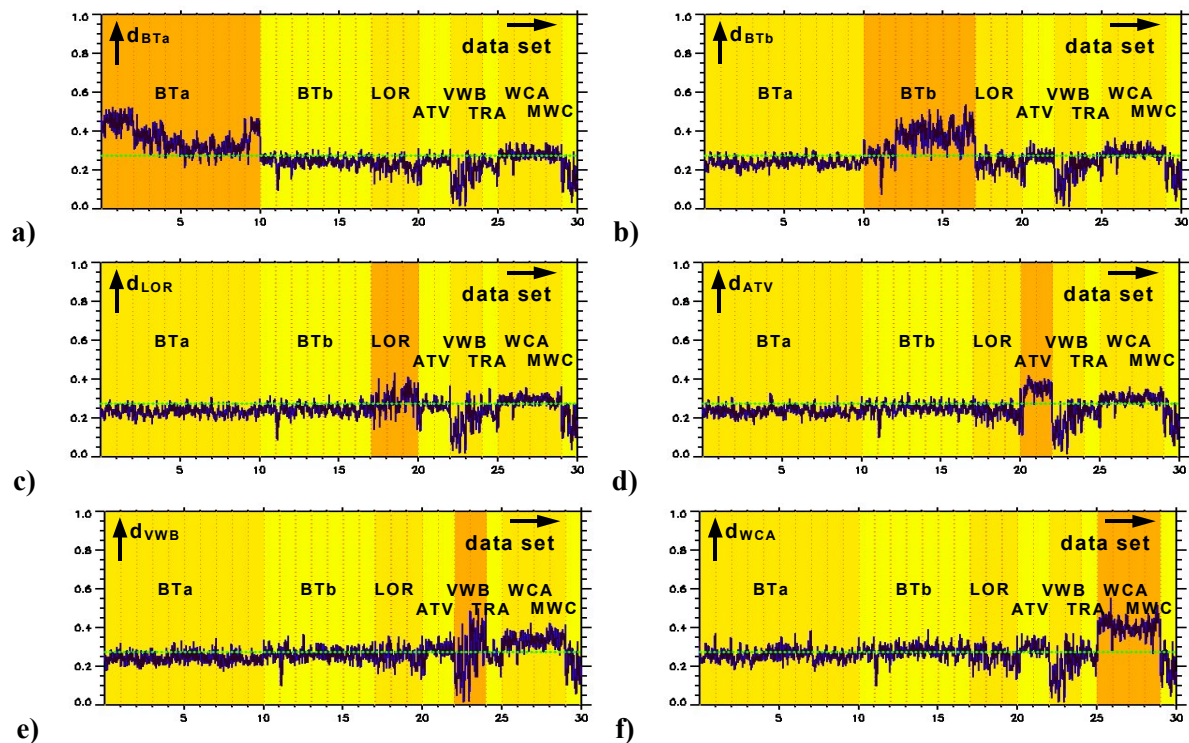 1.0
dBTa
data set
0.8
0.6
BTa BTb LOR VWB WCA
ATV TRA MWC
0.4
0.2
0.0
5 10 15 20 25 30
a)
1.0
dBTb
data set
0.8
0.6
BTa BTb LOR VWB WCA
ATV TRA MWC
0.4
0.2
0.0
5 10 15 20 25 30
b)
1.0
dLOR
data set
0.8
0.6
BTa BTb LOR VWB WCA
ATV TRA MWC
0.4
0.2
0.0
5 10 15 20 25 30
c)
1.0
dATV
data set
0.8
0.6
BTa BTb LOR VWB WCA
ATV TRA MWC
0.4
0.2
0.0
5 10 15 20 25 30
d)
1.0
dVWB
data set
0.8
0.6
BTa BTb LOR VWB WCA
ATV TRA MWC
0.4
0.2
0.0
5 10 15 20 25 30
e)
1.0
dWCA
data set
0.8
0.6
BTa BTb LOR VWB WCA
ATV TRA MWC
0.4
0.2
0.0
5 10 15 20 25 30
f)